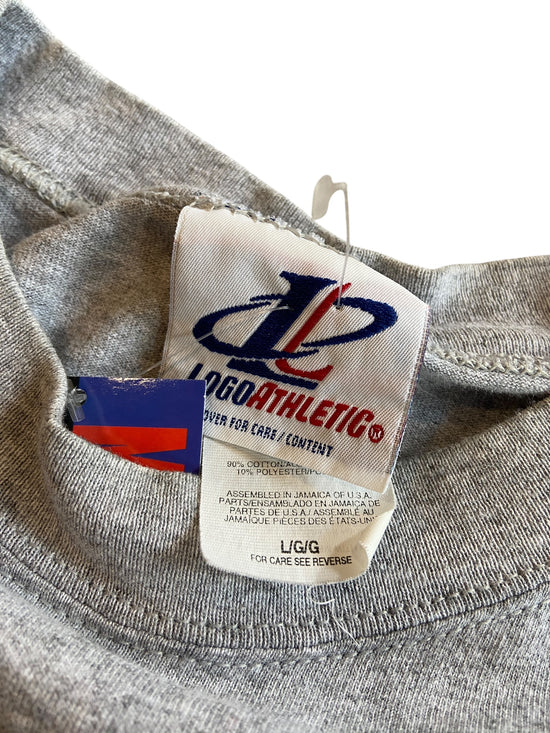 LOGOATHLETIC
OVER FOR CARE / CONTENT
90% COTTON/
10% POLYESTER/
ASSEMBLED IN JAMAICA OF U.S.A.
PARTS/ENSAMBLADO EN JAMAICA DE
PARTES DE U.S.A./ASSEMBLÉ AU
JAMAÏQUE PIÈCES DES ÉTATS-UNI
L/G/G
FOR CARE SEE REVERSE